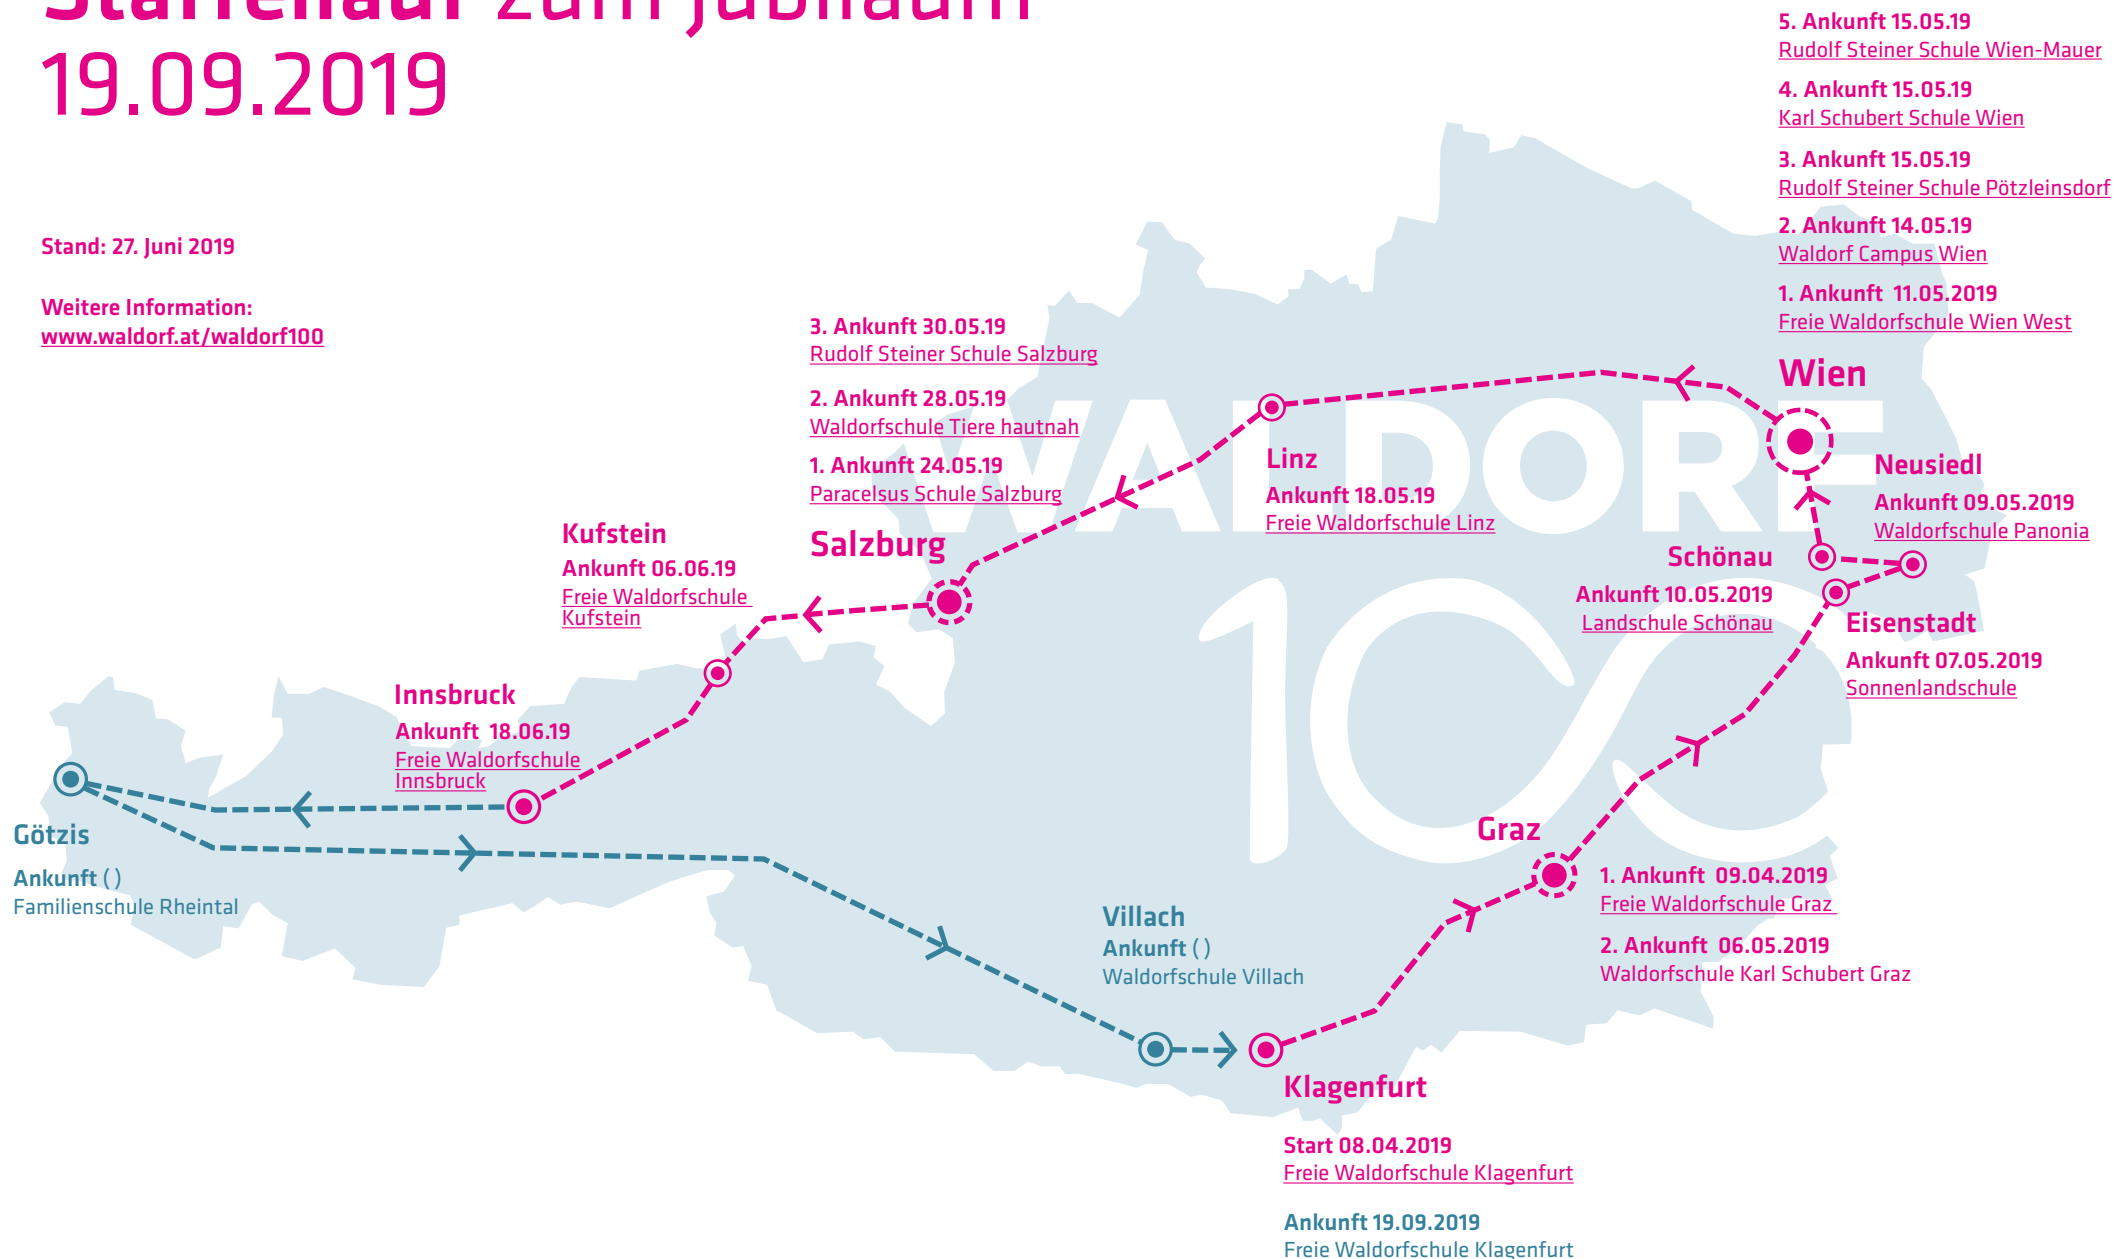 Staffellauf zum Jubiläum
19.09.2019
Stand: 27. Juni 2019
Weitere Information:
www.waldorf.at/waldorf100
5. Ankunft 15.05.19
Rudolf Steiner Schule Wien-Mauer
4. Ankunft 15.05.19
Karl Schubert Schule Wien
3. Ankunft 15.05.19
Rudolf Steiner Schule Pötzleinsdorf
2. Ankunft 14.05.19
Waldorf Campus Wien
1. Ankunft 11.05.2019
Freie Waldorfschule Wien West
Wien
3. Ankunft 30.05.19
Rudolf Steiner Schule Salzburg
2. Ankunft 28.05.19
Waldorfschule Tiere hautnah
1. Ankunft 24.05.19
Paracelsus Schule Salzburg
Salzburg
WALDORF
100
Linz
Ankunft 18.05.19
Freie Waldorfschule Linz
Neusiedl
Ankunft 09.05.2019
Waldorfschule Panonia
Schönau
Ankunft 10.05.2019
Landschule Schönau
Eisenstadt
Ankunft 07.05.2019
Sonnenlandschule
Kufstein
Ankunft 06.06.19
Freie Waldorfschule
Kufstein
Innsbruck
Ankunft 18.06.19
Freie Waldorfschule
Innsbruck
Götzis
Ankunft ( )
Familienschule Rheintal
Graz
1. Ankunft 09.04.2019
Freie Waldorfschule Graz
2. Ankunft 06.05.2019
Waldorfschule Karl Schubert Graz
Villach
Ankunft ( )
Waldorfschule Villach
Klagenfurt
Start 08.04.2019
Freie Waldorfschule Klagenfurt
Ankunft 19.09.2019
Freie Waldorfschule Klagenfurt